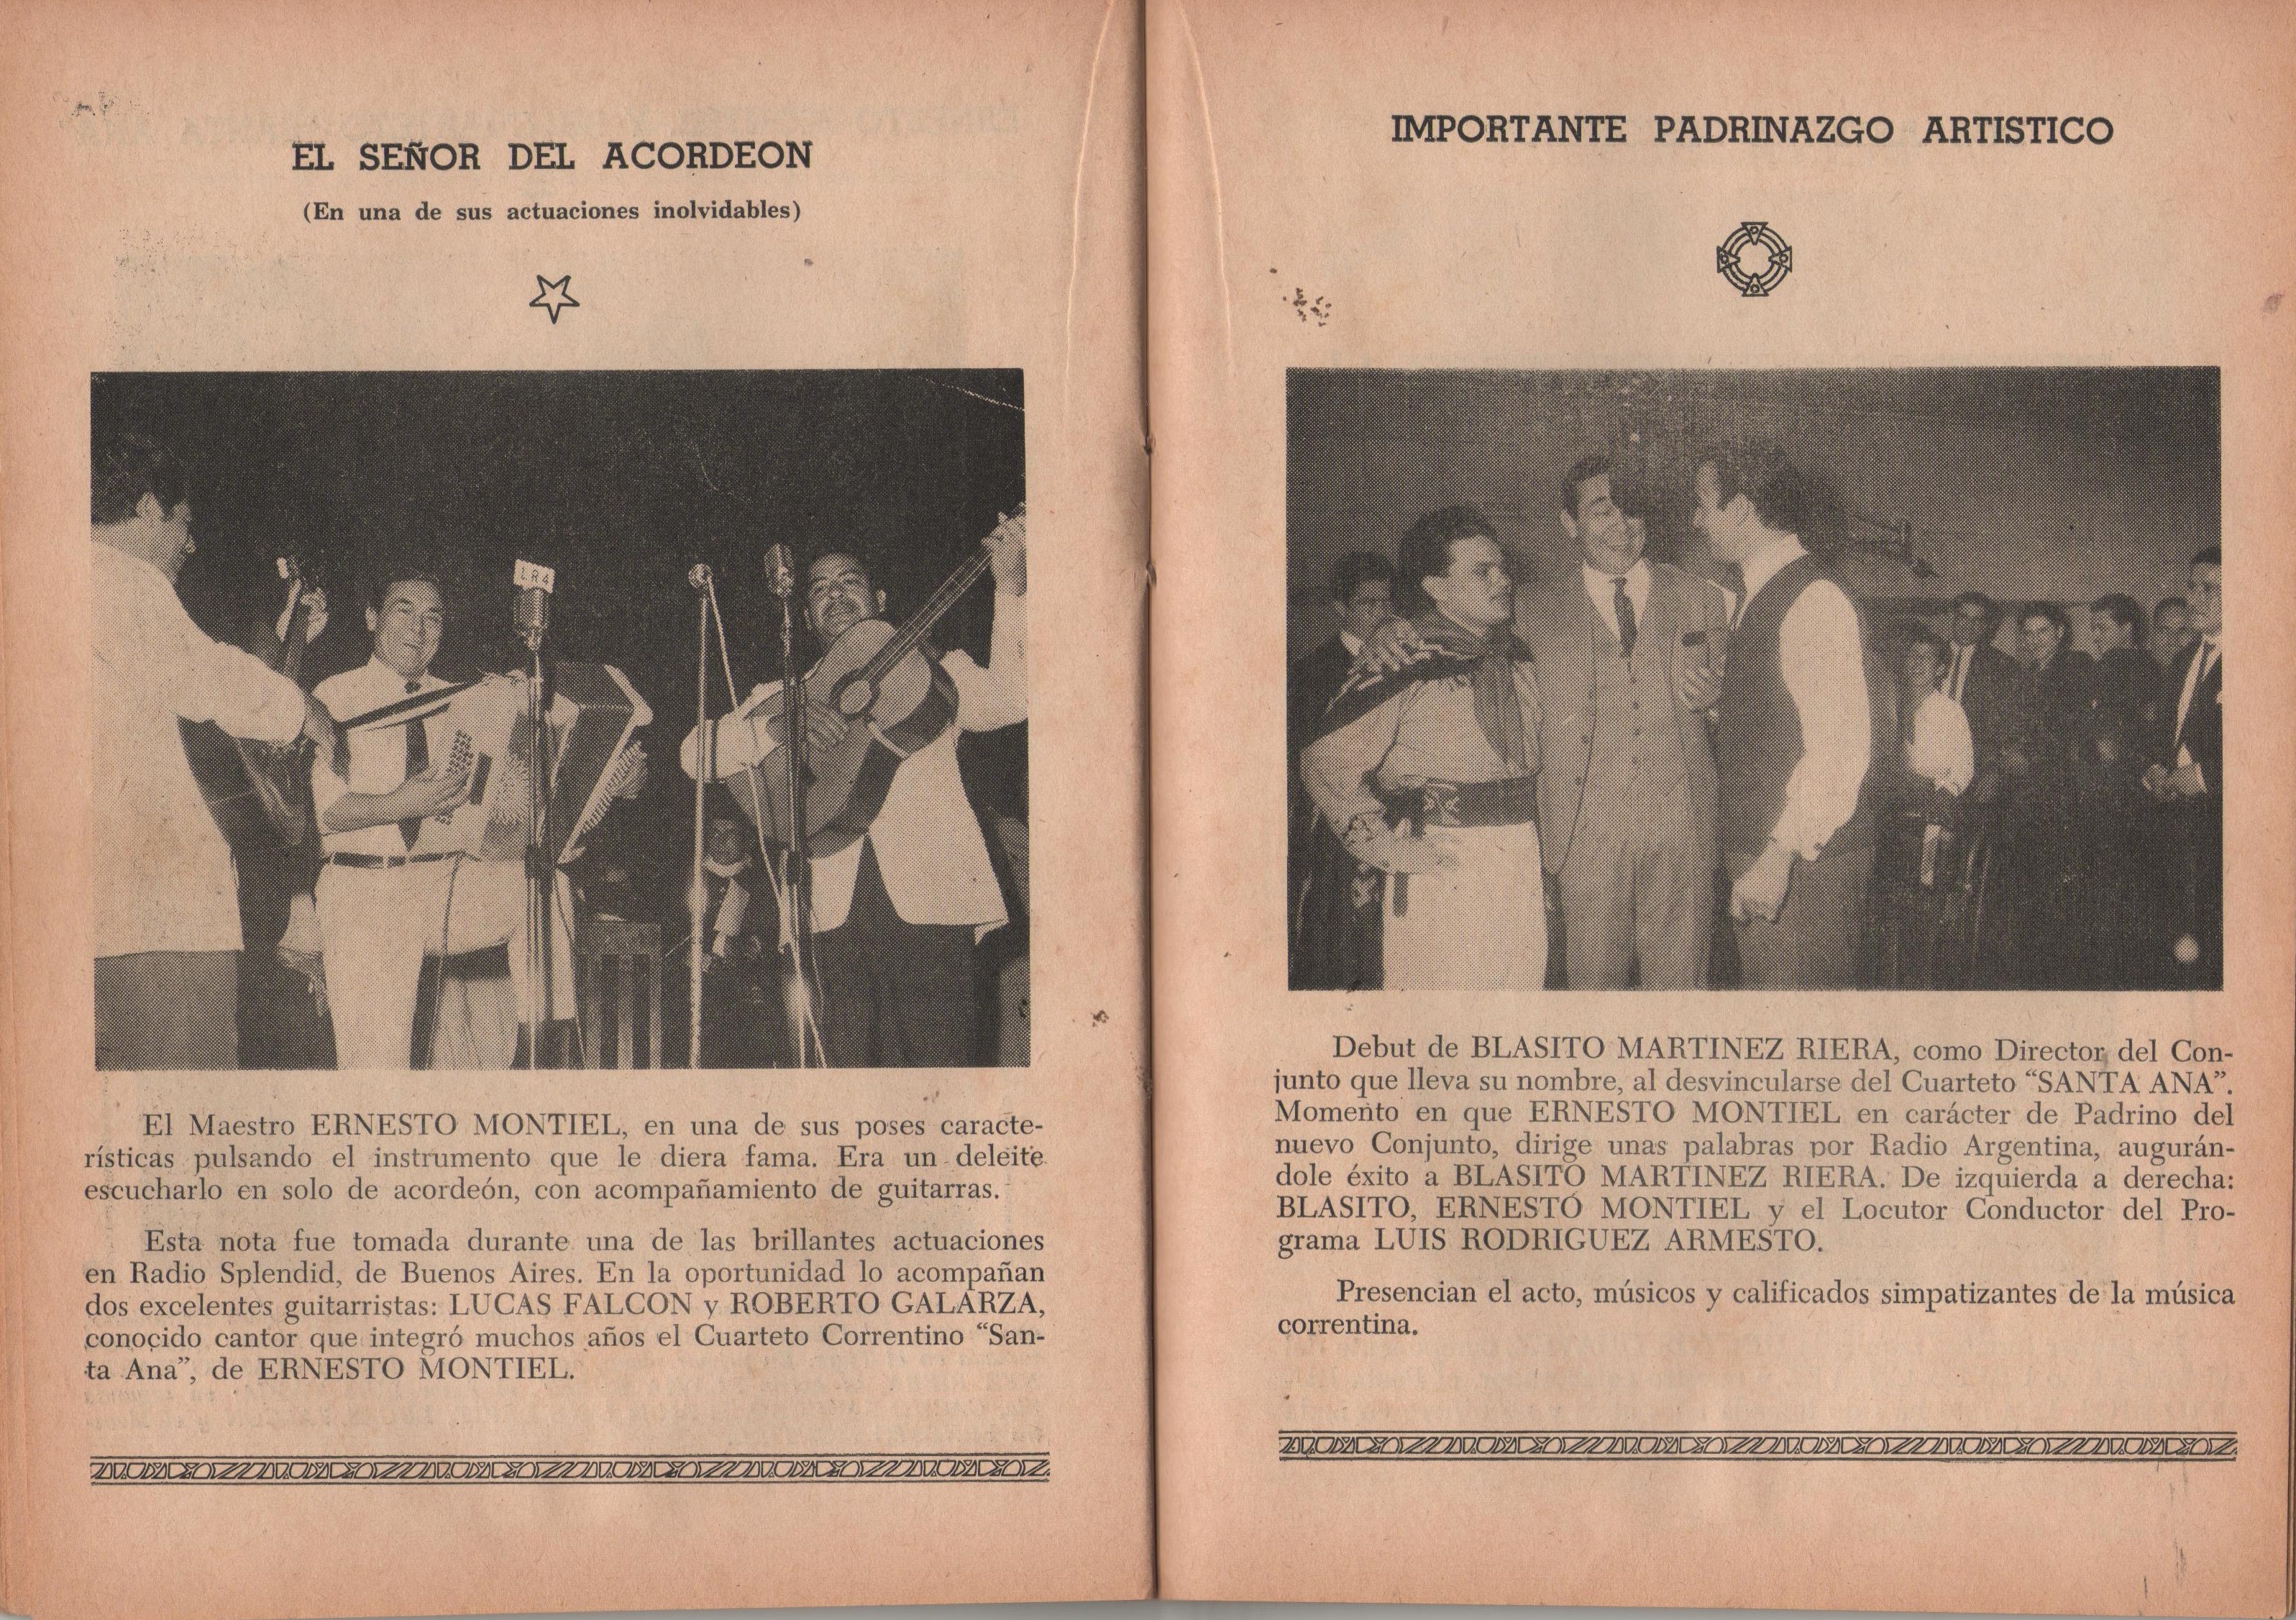 EL SEÑOR DEL ACORDEON
(En una de sus actuaciones inolvidables)
LR4
El Maestro ERNESTO MONTIEL, en una de sus poses caracte-
rísticas pulsando el instrumento que le diera fama. Era un deleite
escucharlo en solo de acordeón, con acompañamiento de guitarras.
Esta nota fue tomada durante una de las brillantes actuaciones
en Radio Splendid, de Buenos Aires. En la oportunidad lo acompañan
dos excelentes guitarristas: LUCAS FALCON y ROBERTO GALARZA,
conocido cantor que integró muchos años el Cuarteto Correntino “San-
ta Ana”, de ERNESTO MONTIEL.
IMPORTANTE PADRINAZGO ARTISTICO
Debut de BLASITO MARTINEZ RIERA, como Director del Con-
junto que lleva su nombre, al desvincularse del Cuarteto “SANTA ANA”.
Momento en que ERNESTO MONTIEL en carácter de Padrino del
nuevo Conjunto, dirige unas palabras por Radio Argentina, augurán-
dole éxito a BLASITO MARTINEZ RIERA. De izquierda a derecha:
BLASITO, ERNESTO MONTIEL y el Locutor Conductor del Pro-
grama LUIS RODRIGUEZ ARMESTO.
Presencian el acto, músicos y calificados simpatizantes de la música
correntina.